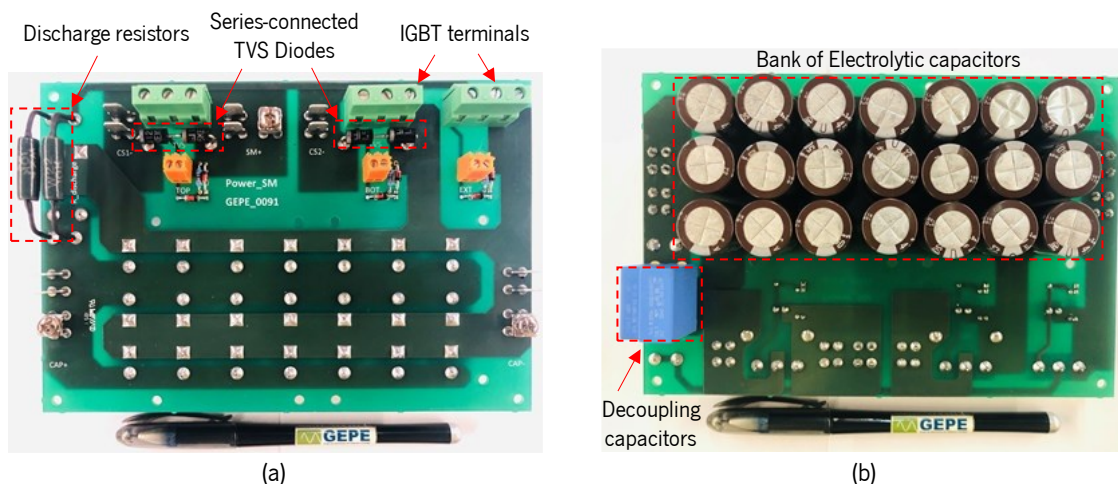 Discharge resistors
Series-connected
TVS Diodes
IGBT terminals
CS1-
SM+
CS2-
TOP
BOT.
EXT
Power_SM
GEPE_0091
discharge
CAP+
CAP-
GEPE
(a)
Bank of Electrolytic capacitors
Decoupling
capacitors
GEPE
(b)